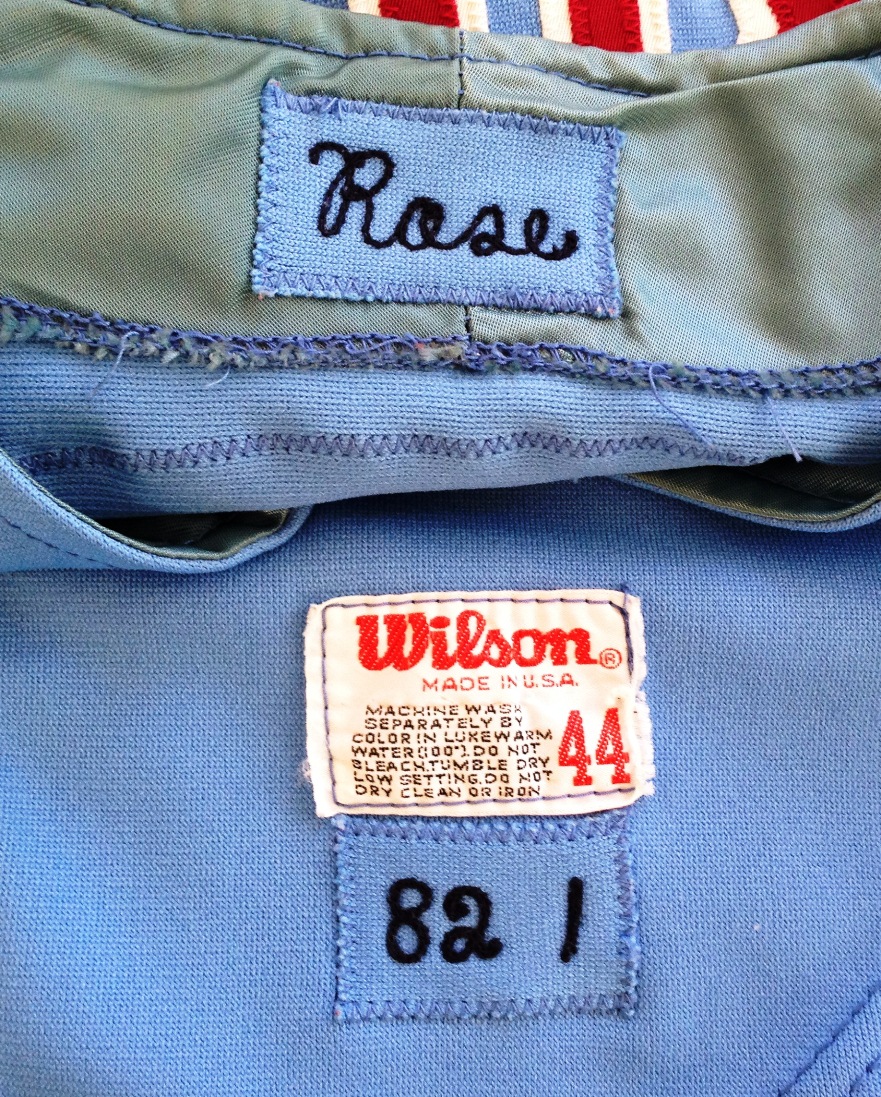 Rose
Wilson®
MADE IN U.S.A.
MACHINE WASH
SEPARATELY BY
COLOR IN LUKEWARM
WATER(100°).DO NOT
BLEACH.TUMBLE DRY
LOW SETTING.DO NOT
DRY CLEAN OR IRON.
44
82 1